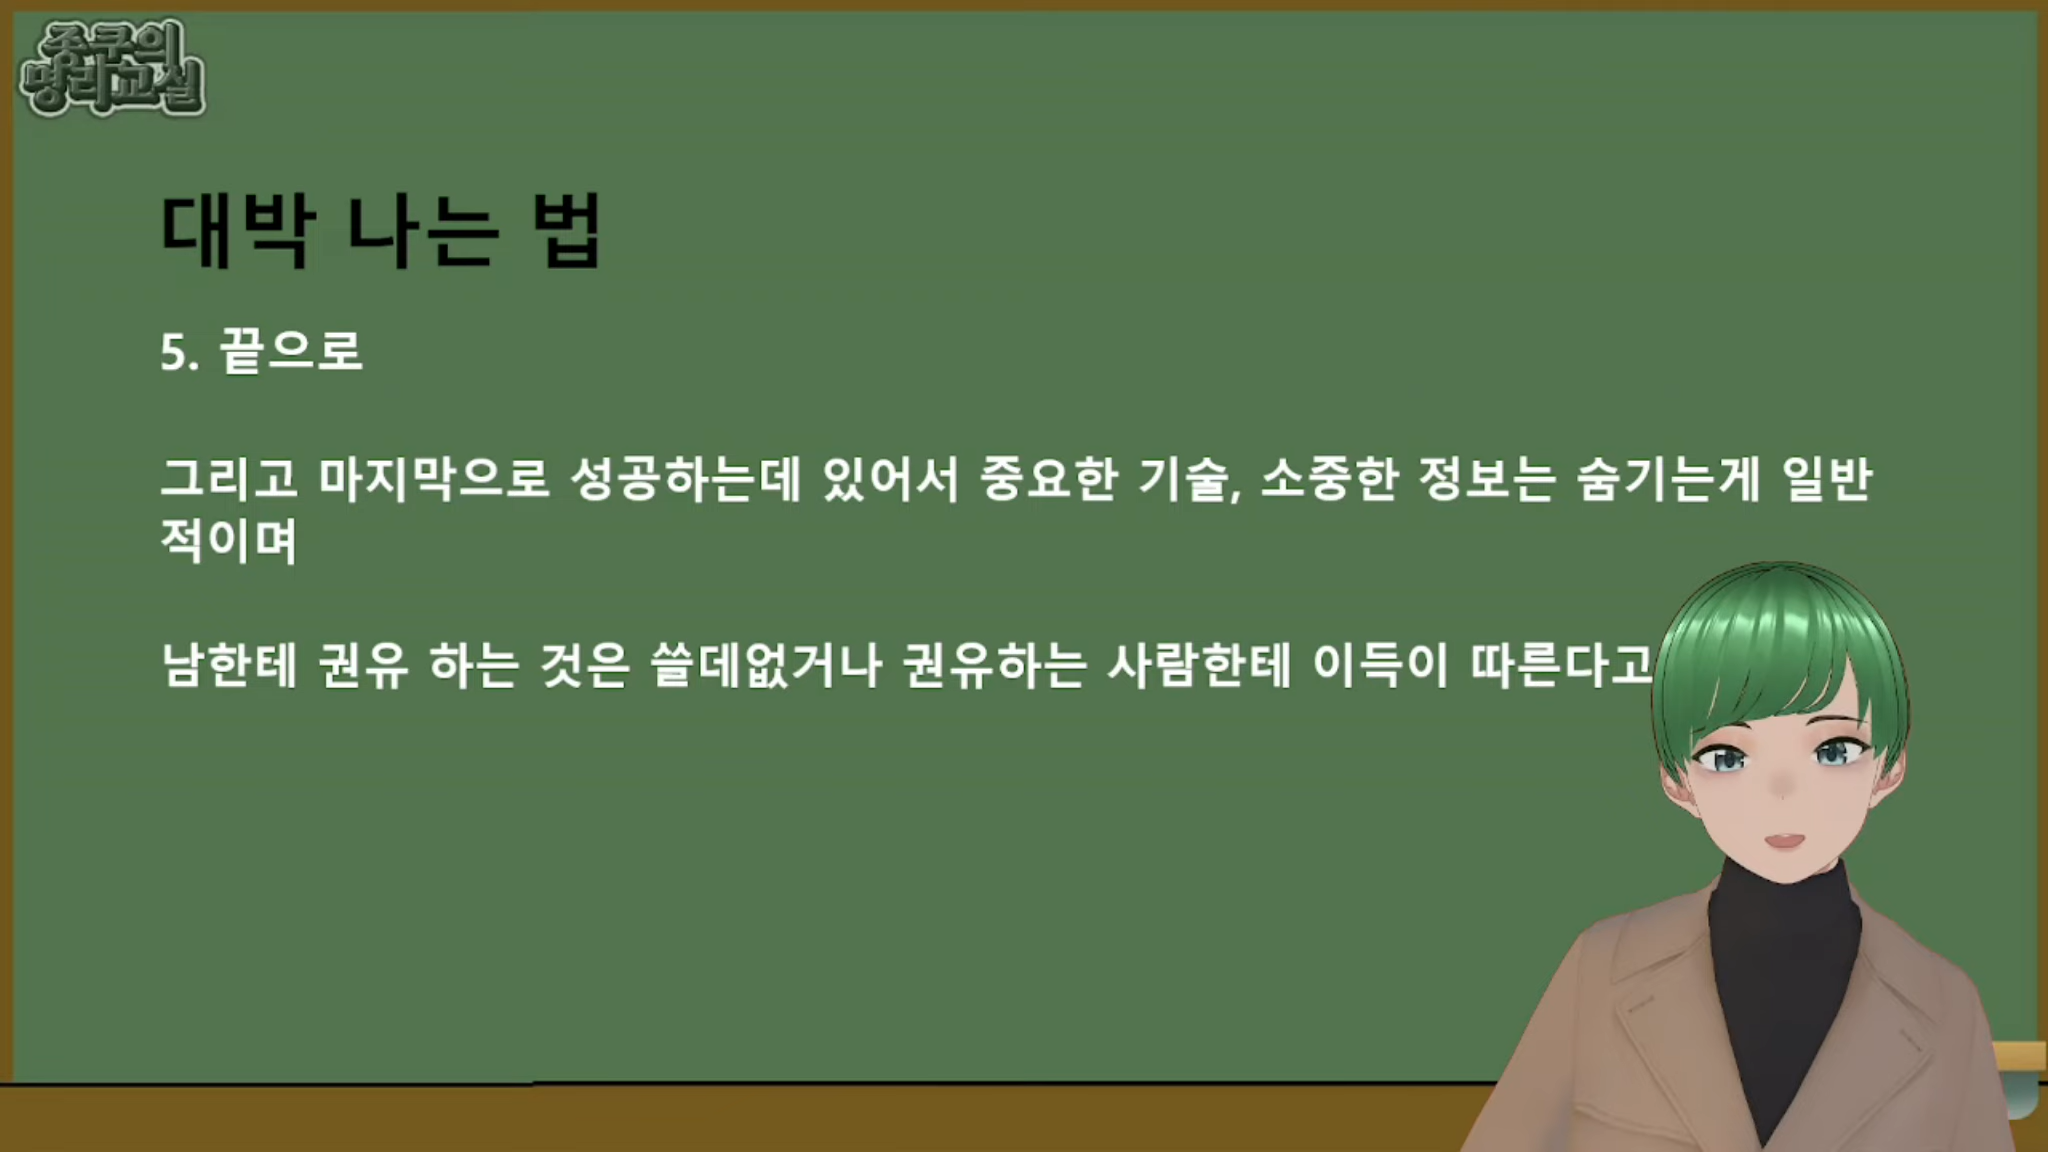 종쿠의
명리교실
대박 나는 법
5. 끝으로
그리고 마지막으로 성공하는데 있어서 중요한 기술, 소중한 정보는 숨기는게 일반
적이며
남한테 권유 하는 것은 쓸데없거나 권유하는 사람한테 이득이 따른다고